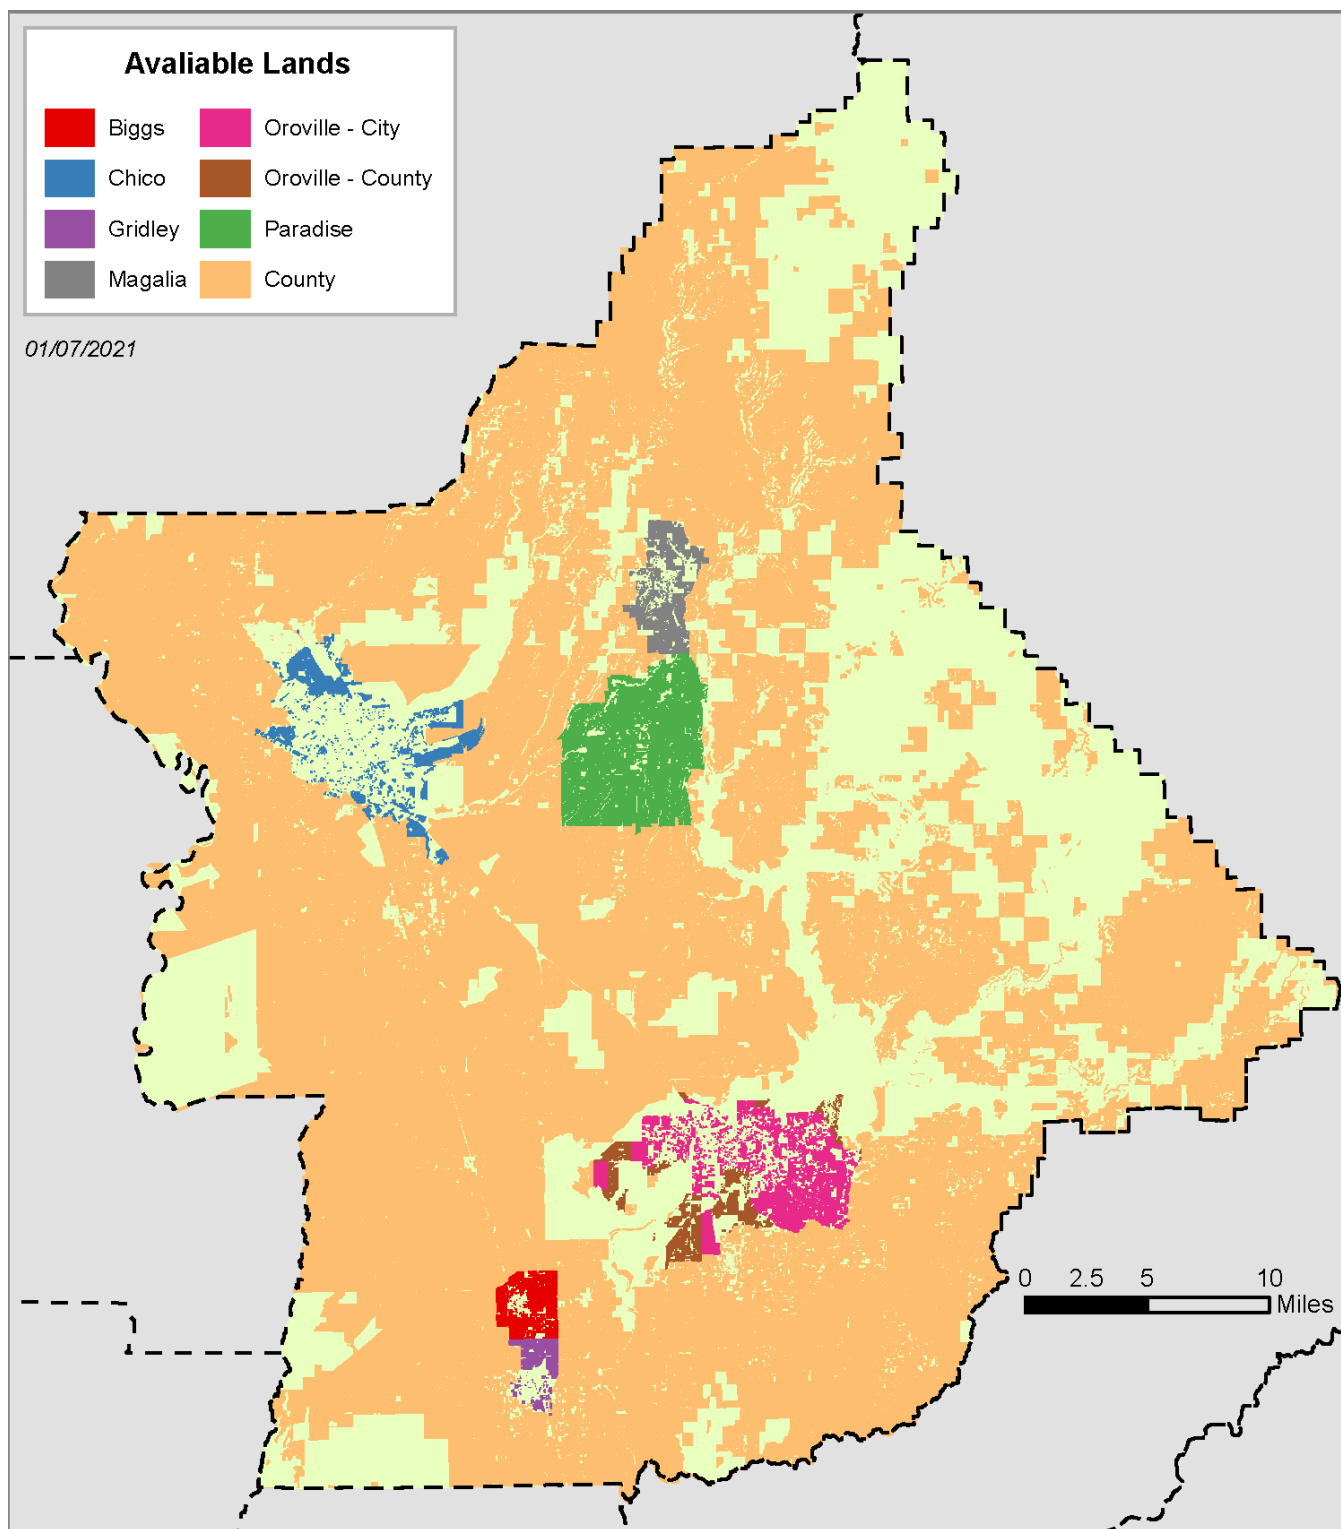 Avaliable Lands
Biggs
Oroville - City
Chico
Oroville - County
Gridley
Paradise
Magalia
County
01/07/2021
0 2.5 5 10
Miles